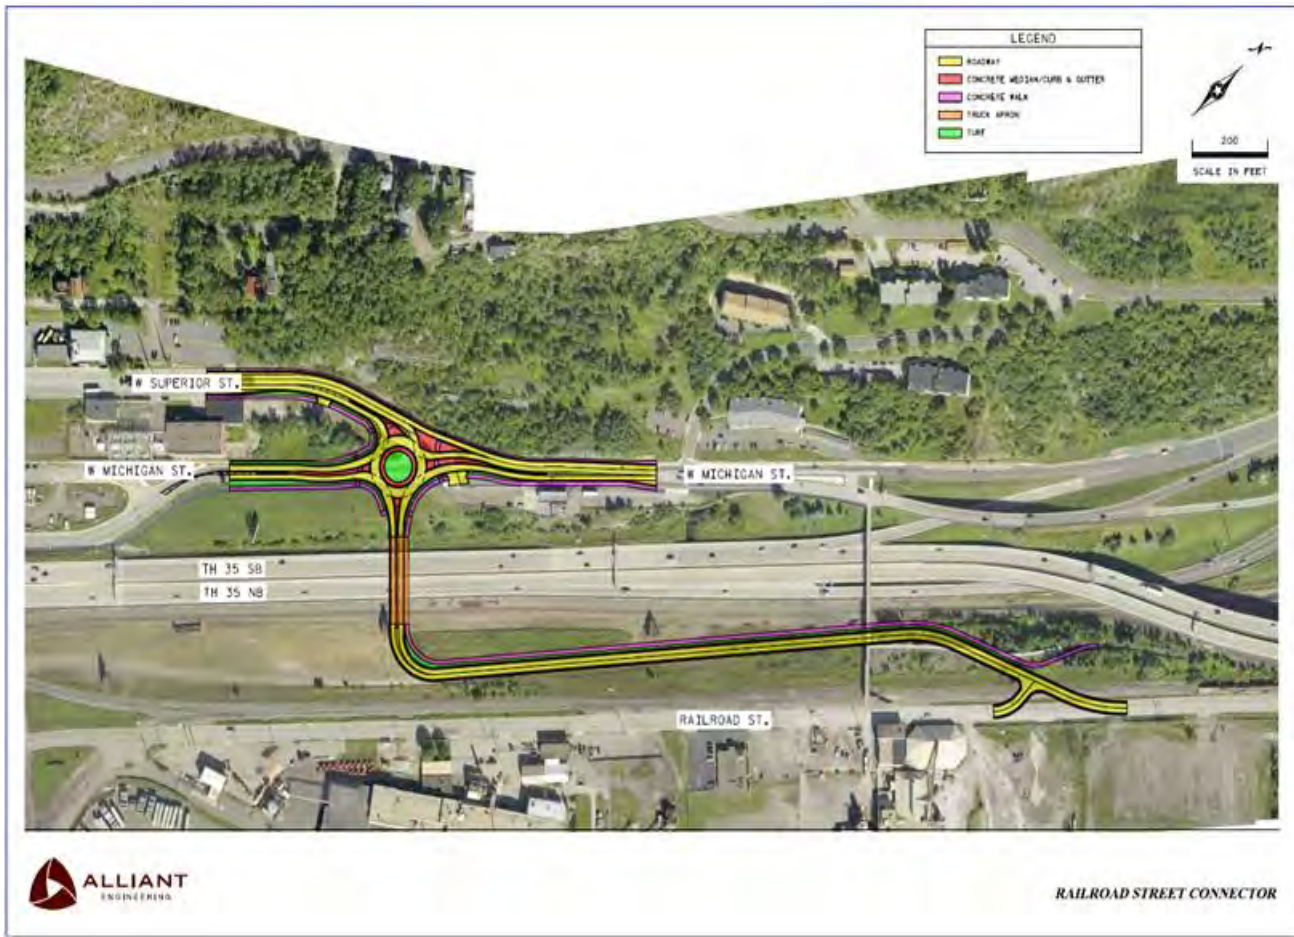 LEGEND
ROADWAY
CONCRETE MEDIAN/CURB & GUTTER
CONCRETE WALK
TRUCK APRON
TURF
200
SCALE IN FEET
W SUPERIOR ST.
W MICHIGAN ST.
W MICHIGAN ST.
TH 35 SB
TH 35 NB
RAILROAD ST.
ALLIANT
ENGINEERING
RAILROAD STREET CONNECTOR